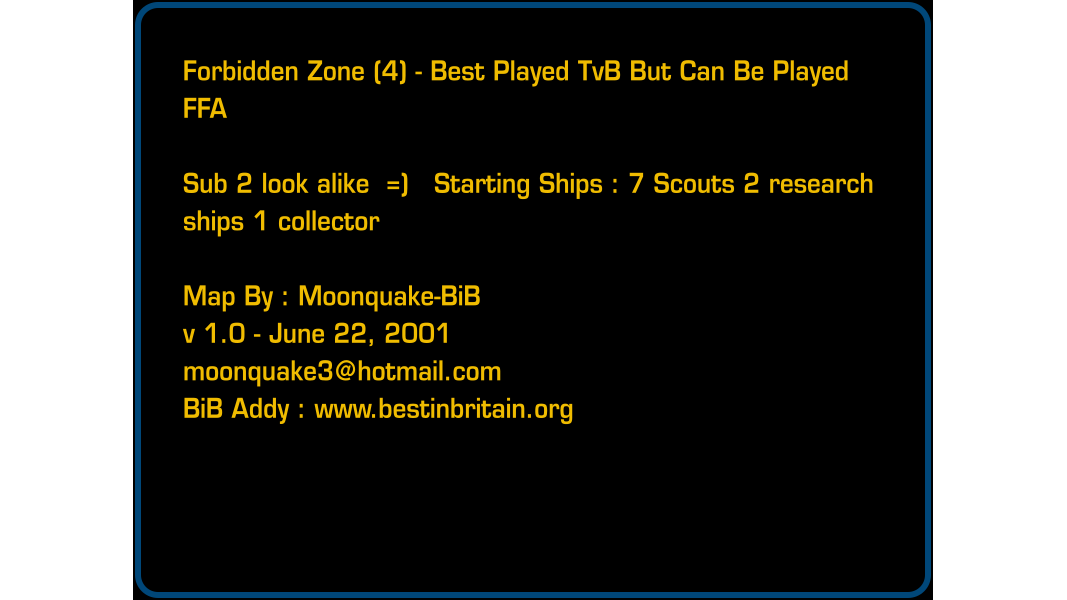 Forbidden Zone (4) - Best Played TvB But Can Be Played
FFA
Sub 2 look alike  =)   Starting Ships : 7 Scouts 2 research
ships 1 collector
Map By : Moonquake-BiB
v 1.0 - June 22, 2001
moonquake3@hotmail.com
BiB Addy : www.bestinbritain.org